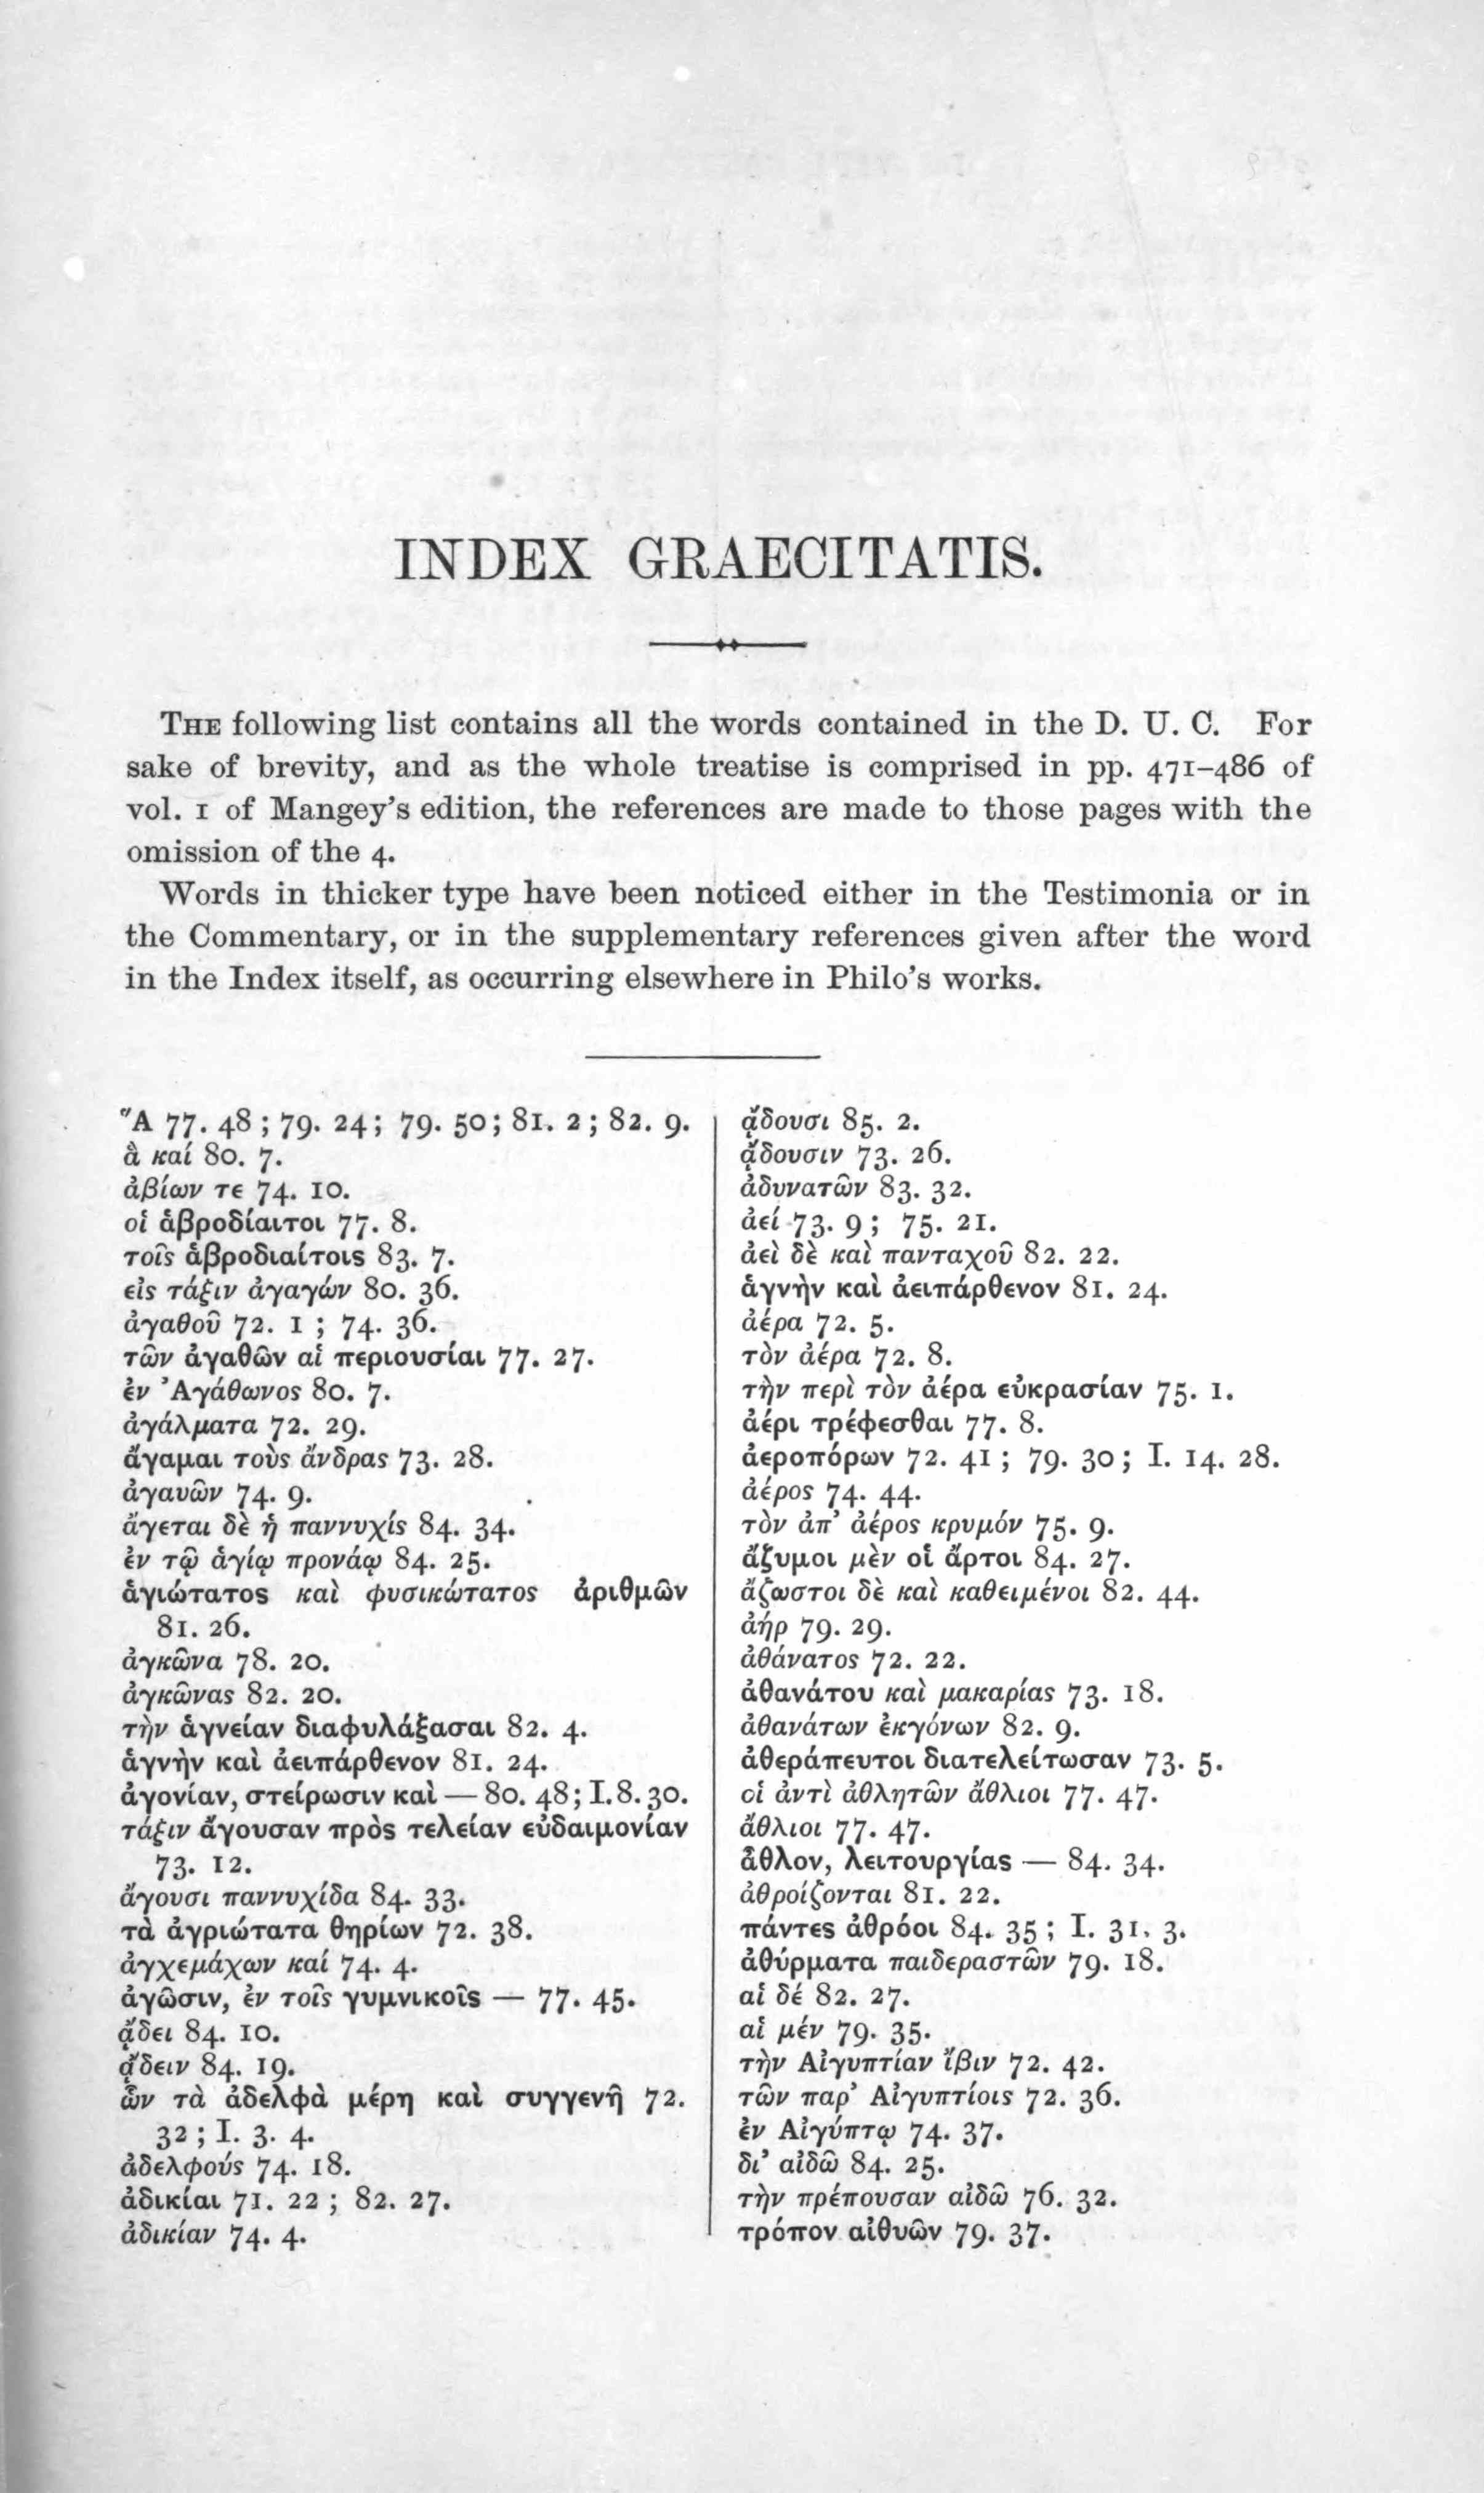 INDEX GRAECITATIS.
THE following list contains all the words contained in the D. U. C. For
sake of brevity, and as the whole treatise is comprised in pp. 471–486 of
vol. 1 of Mangey's edition, the references are made to those pages with the
omission of the 4.
Words in thicker type have been noticed either in the Testimonia or in
the Commentary, or in the supplementary references given after the word
in the Index itself, as occurring elsewhere in Philo's works.
Ἃ 77. 48; 79. 24; 79. 50; 81. 2; 82. 9.
ἃ καί 80. 7.
ἀβίων τε 74. 10.
οἱ ἁβροδίαιτοι 77. 8.
τοῖς ἁβροδιαίτοις 83. 7.
εἰς τάξιν ἀγαγών 80. 36.
ἀγαθοῦ 72. 1; 74. 36.
τῶν ἀγαθῶν αἱ περιουσίαι 77. 27.
ἐν Ἀγάθωνος 80. 7.
ἀγάλματα 72. 29.
ἄγαμαι τοὺς ἄνδρας 73. 28.
ἀγαυῶν 74. 9.
ἄγεται δὲ ἡ παννυχίς 84. 34.
ἐν τῷ ἁγίῳ προνάῳ 84. 25.
ἁγιώτατος καὶ φυσικώτατος ἀριθμῶν
81. 26.
ἀγκῶνα 78. 20.
ἀγκῶνας 82. 20.
τὴν ἁγνείαν διαφυλάξασαι 82. 4.
ἁγνὴν καὶ ἀειπάρθενον 81. 24.
ἀγονίαν, στείρωσιν καὶ — 80. 48; I. 8. 30.
τάξιν ἄγουσαν πρὸς τελείαν εὐδαιμονίαν
73. 12.
ἄγουσι παννυχίδα 84. 33.
τὰ ἀγριώτατα θηρίων 72. 38.
ἀγχεμάχων καί 74. 4.
ἀγῶσιν, ἐν τοῖς γυμνικοῖς — 77. 45.
ᾄδει 84. 10.
ᾄδειν 84. 19.
ὧν τὰ ἀδελφὰ μέρη καὶ συγγενῆ 72.
32; I. 3. 4.
ἀδελφούς 74. 18.
ἀδικίαι 71. 22; 82. 27.
ἀδικίαν 74. 4.
ᾄδουσι 85. 2.
ᾄδουσιν 73. 26.
ἀδυνατῶν 83. 32.
ἀεί 73. 9; 75. 21.
ἀεὶ δὲ καὶ πανταχοῦ 82. 22.
ἁγνὴν καὶ ἀειπάρθενον 81. 24.
ἀέρα 72. 5.
τὸν ἀέρα 72. 8.
τὴν περὶ τὸν ἀέρα εὐκρασίαν 75. 1.
ἀέρι τρέφεσθαι 77. 8.
ἀεροπόρων 72. 41; 79. 30; I. 14. 28.
ἀέρος 74. 44.
τὸν ἀπ' ἀέρος κρυμόν 75. 9.
ἄζυμοι μὲν οἱ ἄρτοι 84. 27.
ἄζωστοι δὲ καὶ καθειμένοι 82. 44.
ἀήρ 79. 29.
ἀθάνατος 72. 22.
ἀθανάτου καὶ μακαρίας 73. 18.
ἀθανάτων ἐκγόνων 82. 9.
ἀθεράπευτοι διατελείτωσαν 73. 5.
οἱ ἀντὶ ἀθλητῶν ἄθλιοι 77. 47.
ἄθλιοι 77. 47.
ἆθλον, λειτουργίας — 84. 34.
ἀθροίζονται 81. 22.
πάντες ἀθρόοι 84. 35; I. 31. 3.
ἀθύρματα παιδεραστῶν 79. 18.
αἱ δέ 82. 27.
αἱ μέν 79. 35.
τὴν Αἰγυπτίαν ἴβιν 72. 42.
τῶν παρ' Αἰγυπτίοις 72. 36.
ἐν Αἰγύπτῳ 74. 37.
δι' αἰδῶ 84. 25.
τὴν πρέπουσαν αἰδῶ 76. 32.
τρόπον αἰθυῶν 79. 37.